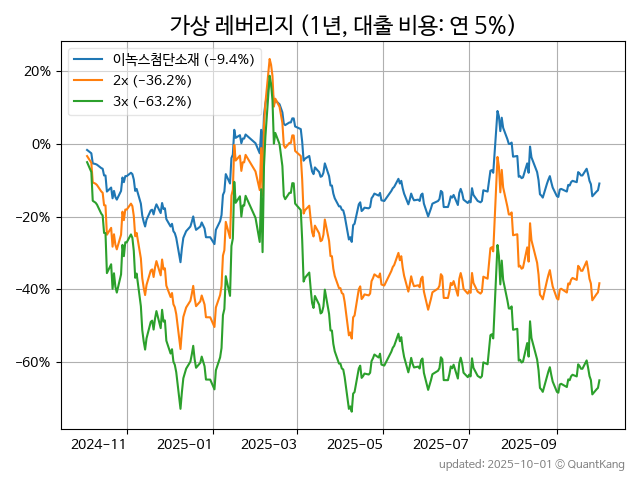 가상 레버리지 (1년, 대출 비용: 연 5%)
이녹스첨단소재 (-9.4%)
2x (-36.2%)
3x (-63.2%)
20%
0%
-20%
-40%
-60%
2024-11 2025-01 2025-03 2025-05 2025-07 2025-09
updated: 2025-10-01 © QuantKang